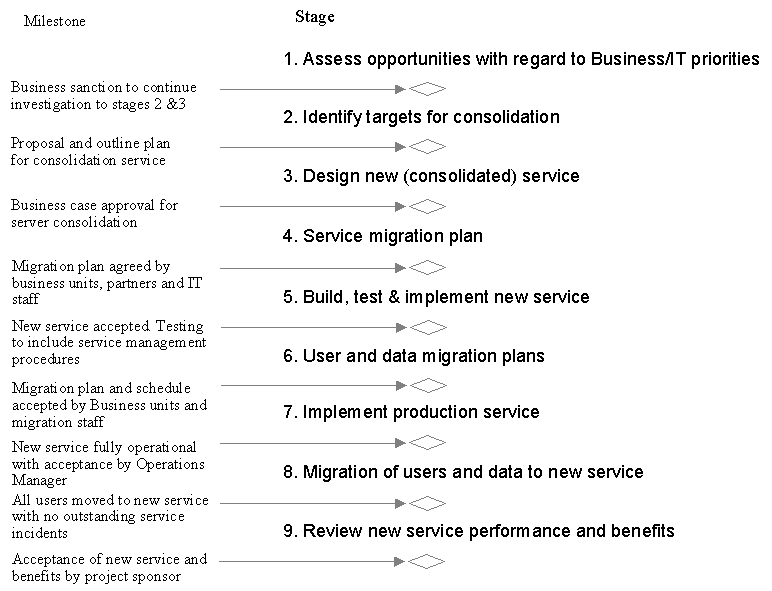 Milestone
Stage
1. Assess opportunities with regard to Business/IT priorities
Business sanction to continue
investigation to stages 2 &3
2. Identify targets for consolidation
Proposal and outline plan
for consolidation service
3. Design new (consolidated) service
Business case approval for
server consolidation
4. Service migration plan
Migration plan agreed by
business units, partners and IT
staff
5. Build, test & implement new service
New service accepted. Testing
to include service management
procedures
6. User and data migration plans
Migration plan and schedule
accepted by Business units and
migration staff
7. Implement production service
New service fully operational
with acceptance by Operations
Manager
8. Migration of users and data to new service
All users moved to new service
with no outstanding service
incidents
9. Review new service performance and benefits
Acceptance of new service and
benefits by project sponsor